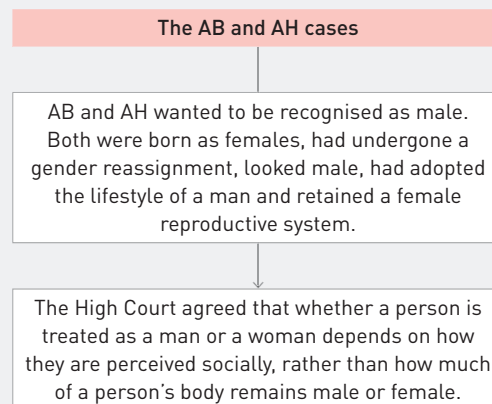 The AB and AH cases
AB and AH wanted to be recognised as male.
Both were born as females, had undergone a
gender reassignment, looked male, had adopted
the lifestyle of a man and retained a female
reproductive system.
The High Court agreed that whether a person is
treated as a man or a woman depends on how
they are perceived socially, rather than how much
of a person’s body remains male or female.